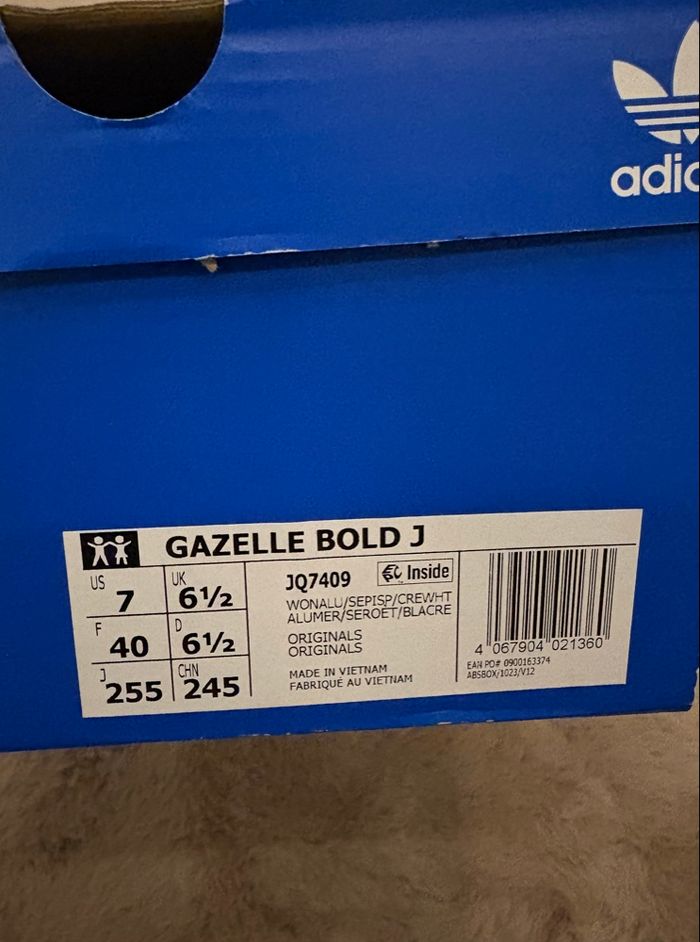 adid
GAZELLE BOLD J
US 7 UK 6½
F 40 D 6½
J 255 CHN 245
JQ7409 Inside
WONALU/SEPISP/CREWHT
ALUMER/SEROET/BLACRE
ORIGINALS
ORIGINALS
MADE IN VIETNAM
FABRIQUÉ AU VIETNAM
4 067904 021360
EAN PO# 0900163374
ABSBOX/1023/V12